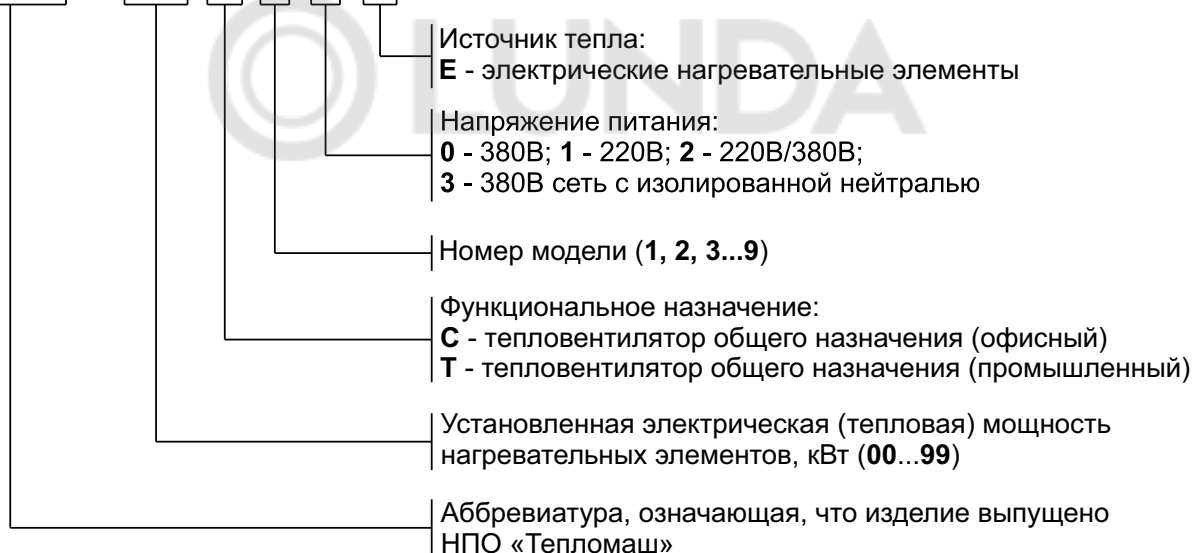 LUNDA
Источник тепла:
Е - электрические нагревательные элементы
Напряжение питания:
0 - 380В; 1 - 220В; 2 - 220В/380В;
3 - 380В сеть с изолированной нейтралью
Номер модели (1, 2, 3...9)
Функциональное назначение:
С - тепловентилятор общего назначения (офисный)
Т - тепловентилятор общего назначения (промышленный)
Установленная электрическая (тепловая) мощность
нагревательных элементов, кВт (00...99)
Аббревиатура, означающая, что изделие выпущено
НПО «Тепломаш»